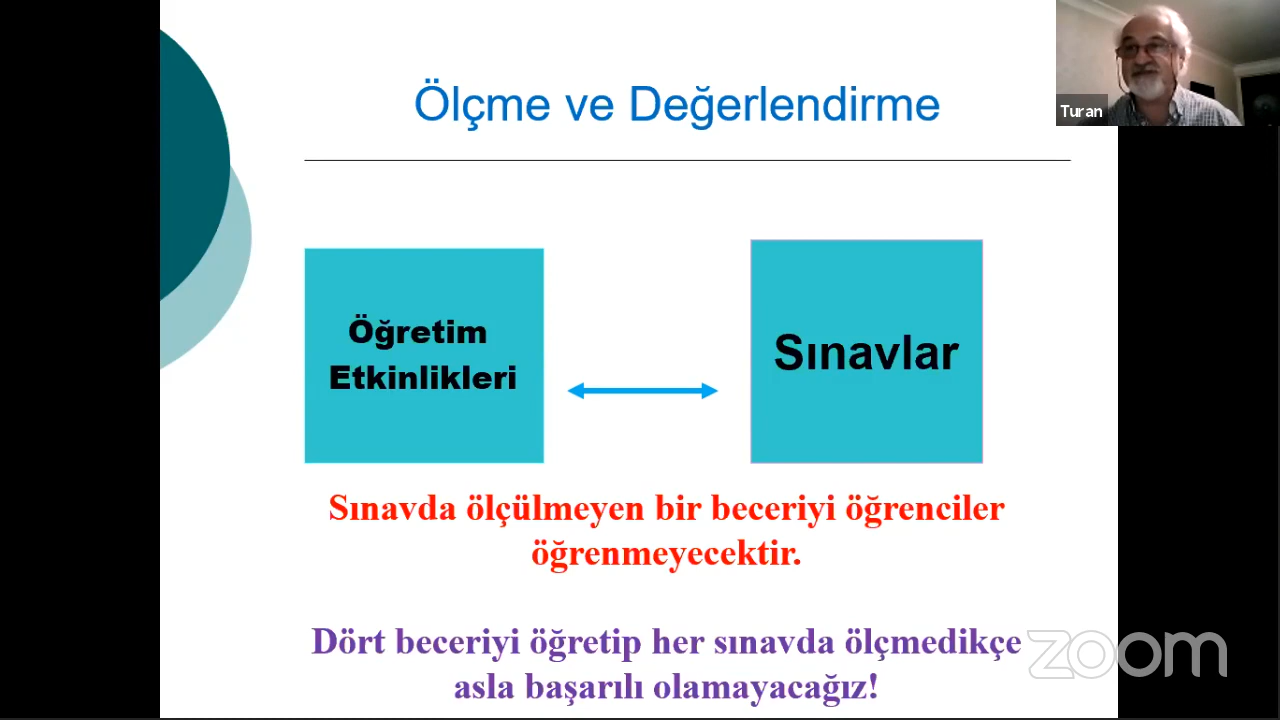 Ölçme ve Değerlendirme
Turan
Öğretim
Etkinlikleri
Sınavlar
Sınavda ölçülmeyen bir beceriyi öğrenciler
öğrenmeyecektir.
Dört beceriyi öğretip her sınavda ölçmedikçe
asla başarılı olamayacağız!
zoom